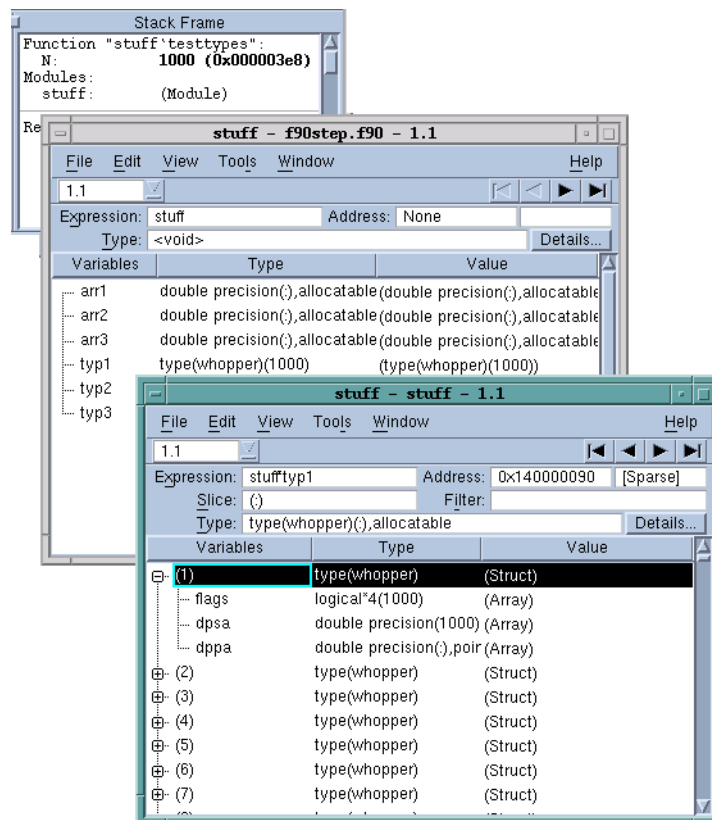 Stack Frame
Function "stuff`testtypes":
N: 1000 (0x000003e8)
Modules:
stuff: (Module)
Re
stuff - f90step.f90 - 1.1
File Edit View Tools Window Help
1.1
Expression: stuff Address: None
Type: <void> Details...
Variables Type Value
arr1 double precision(:),allocatable (double precision(:),allocatable
arr2 double precision(:),allocatable (double precision(:),allocatable
arr3 double precision(:),allocatable (double precision(:),allocatable
typ1 type(whopper)(1000) (type(whopper)(1000))
typ2
typ3
stuff - stuff - 1.1
File Edit View Tools Window Help
1.1
Expression: stuff'typ1 Address: 0x140000090 [Sparse]
Slice: (:) Filter:
Type: type(whopper)(:),allocatable Details...
Variables Type Value
(1) type(whopper) (Struct)
flags logical*4(1000) (Array)
dpsa double precision(1000) (Array)
dppa double precision(:),poir (Array)
(2) type(whopper) (Struct)
(3) type(whopper) (Struct)
(4) type(whopper) (Struct)
(5) type(whopper) (Struct)
(6) type(whopper) (Struct)
(7) type(whopper) (Struct)